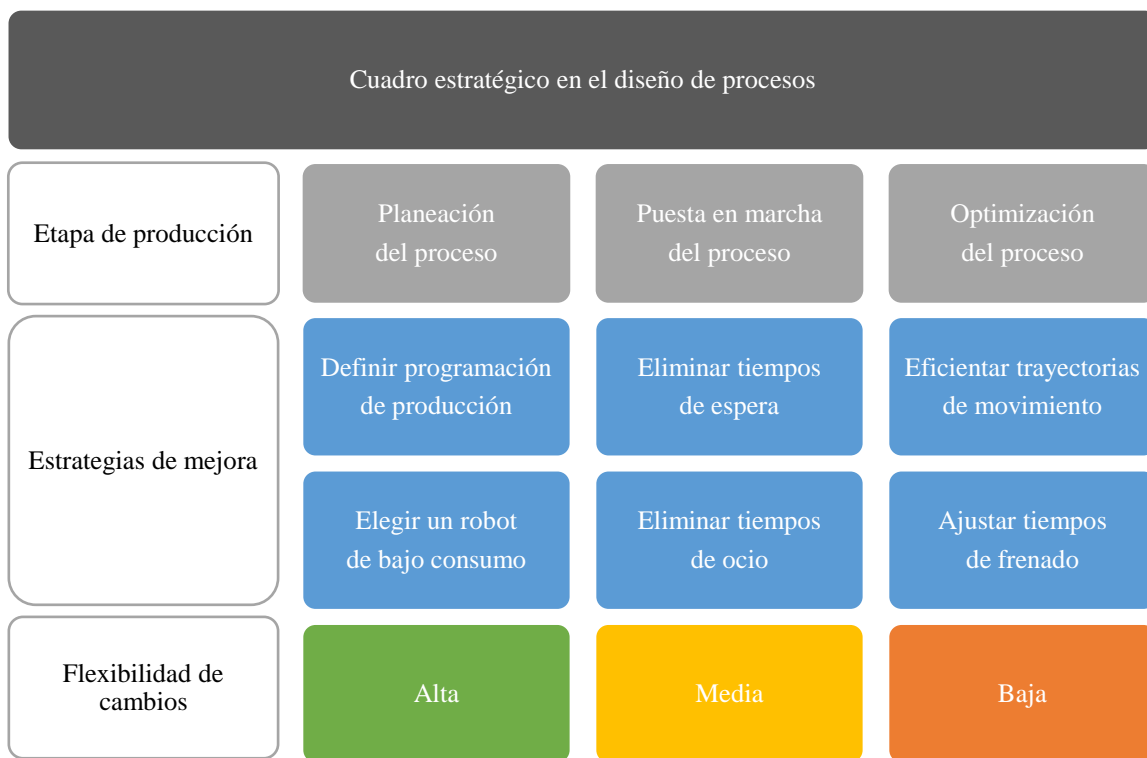 Cuadro estratégico en el diseño de procesos
Etapa de producción
Planeación
del proceso
Puesta en marcha
del proceso
Optimización
del proceso
Estrategias de mejora
Definir programación
de producción
Eliminar tiempos
de espera
Eficientar trayectorias
de movimiento
Elegir un robot
de bajo consumo
Eliminar tiempos
de ocio
Ajustar tiempos
de frenado
Flexibilidad de
cambios
Alta
Media
Baja